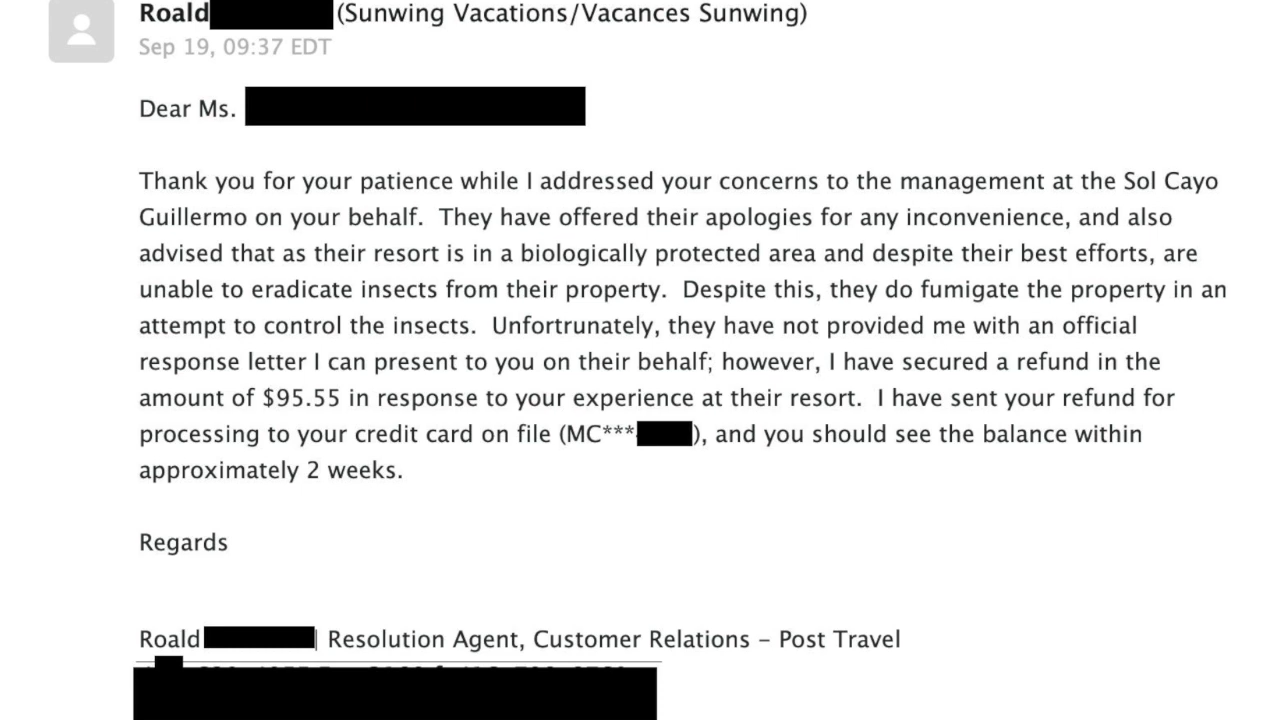 Roald (Sunwing Vacations/Vacances Sunwing)
Sep 19, 09:37 EDT
Dear Ms.
Thank you for your patience while I addressed your concerns to the management at the Sol Cayo
Guillermo on your behalf.  They have offered their apologies for any inconvenience, and also
advised that as their resort is in a biologically protected area and despite their best efforts, are
unable to eradicate insects from their property.  Despite this, they do fumigate the property in an
attempt to control the insects.  Unfortrunately, they have not provided me with an official
response letter I can present to you on their behalf; however, I have secured a refund in the
amount of $95.55 in response to your experience at their resort.  I have sent your refund for
processing to your credit card on file (MC***), and you should see the balance within
approximately 2 weeks.
Regards
Roald | Resolution Agent, Customer Relations – Post Travel